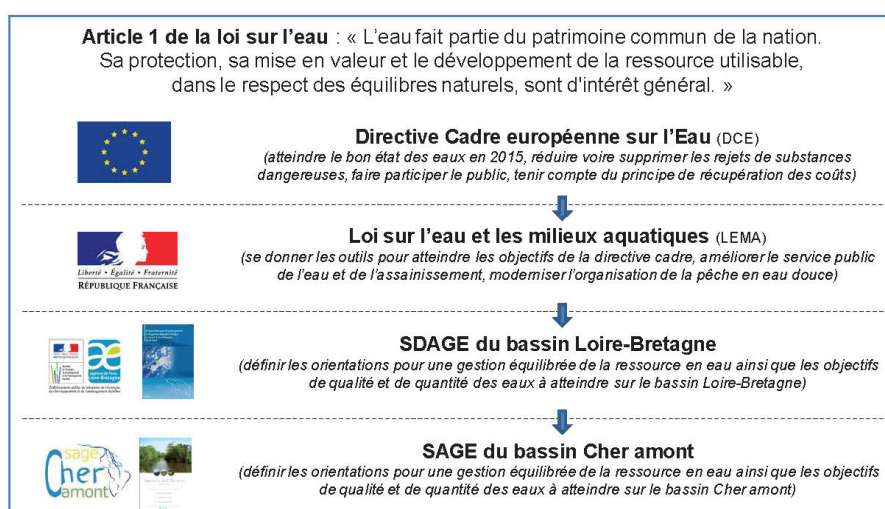 Article 1 de la loi sur l'eau : « L'eau fait partie du patrimoine commun de la nation.
Sa protection, sa mise en valeur et le développement de la ressource utilisable,
dans le respect des équilibres naturels, sont d'intérêt général. »
Directive Cadre européenne sur l'Eau (DCE)
(atteindre le bon état des eaux en 2015, réduire voire supprimer les rejets de substances
dangereuses, faire participer le public, tenir compte du principe de récupération des coûts)
Loi sur l'eau et les milieux aquatiques (LEMA)
(se donner les outils pour atteindre les objectifs de la directive cadre, améliorer le service public
de l'eau et de l'assainissement, moderniser l'organisation de la pêche en eau douce)
Liberté • Égalité • Fraternité
RÉPUBLIQUE FRANÇAISE
SDAGE du bassin Loire-Bretagne
(définir les orientations pour une gestion équilibrée de la ressource en eau ainsi que les objectifs
de qualité et de quantité des eaux à atteindre sur le bassin Loire-Bretagne)
agence de l'eau
Loire-Bretagne
SAGE du bassin Cher amont
(définir les orientations pour une gestion équilibrée de la ressource en eau ainsi que les objectifs
de qualité et de quantité des eaux à atteindre sur le bassin Cher amont)
sage
Cher
amont